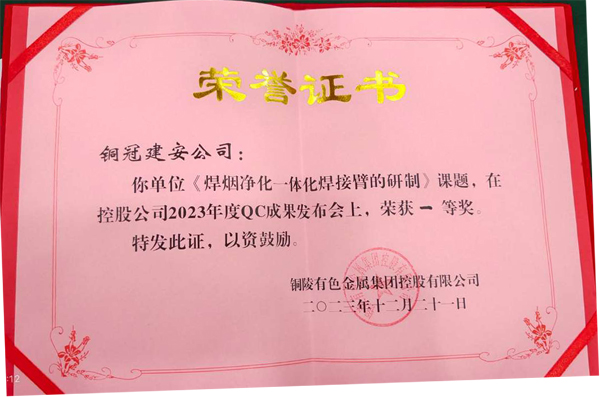 荣誉证书
铜冠建安公司：
你单位《焊烟净化一体化焊接臂的研制》课题，在
控股公司2023年度QC成果发布会上，荣获一等奖。
特发此证，以资鼓励。
铜陵有色金属集团控股有限公司
二〇二三年十二月二十一日
:12